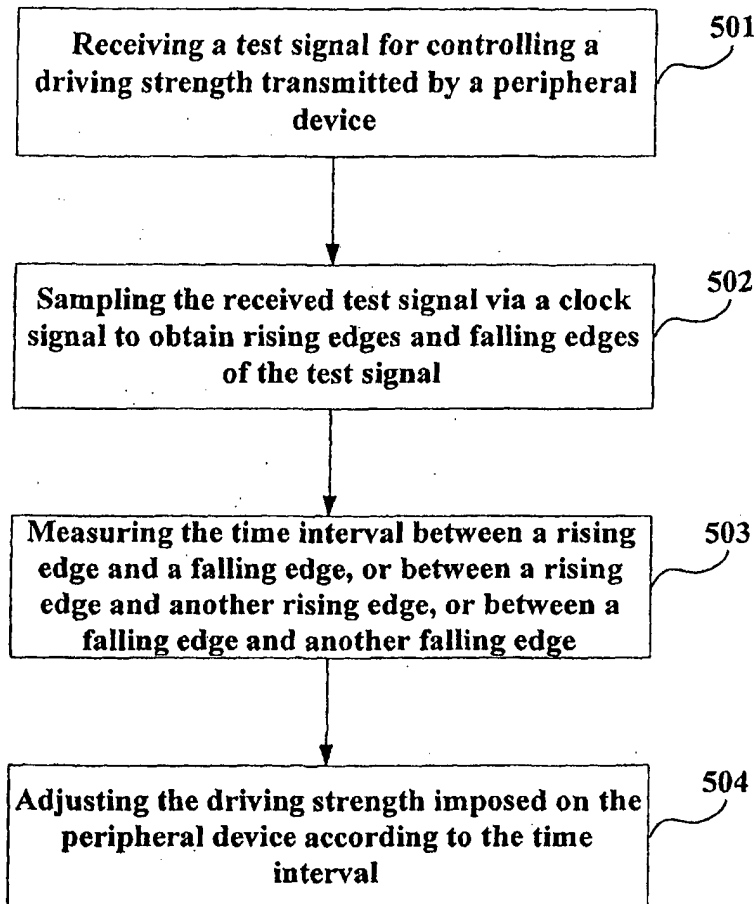 Receiving a test signal for controlling a
driving strength transmitted by a peripheral
device
501
Sampling the received test signal via a clock
signal to obtain rising edges and falling edges
of the test signal
502
Measuring the time interval between a rising
edge and a falling edge, or between a rising
edge and another rising edge, or between a
falling edge and another falling edge
503
Adjusting the driving strength imposed on the
peripheral device according to the time
interval
504